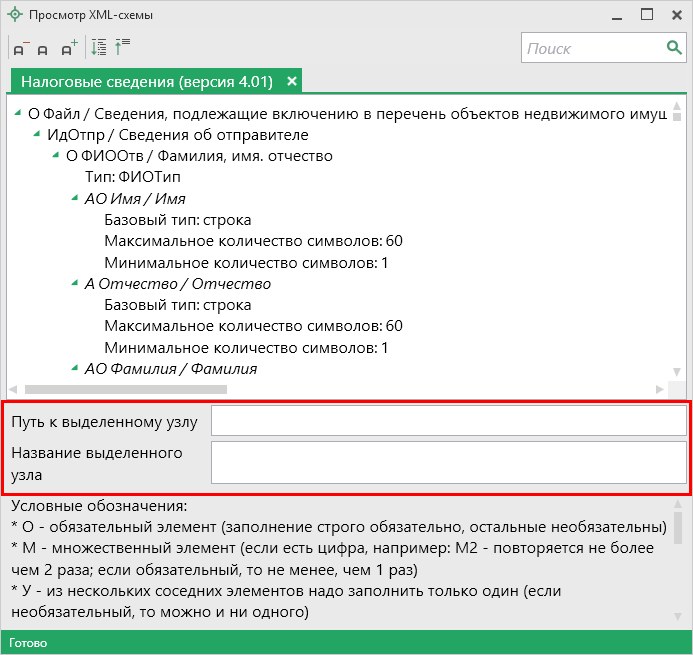 Просмотр XML-схемы
Поиск
Налоговые сведения (версия 4.01)
О Файл / Сведения, подлежащие включению в перечень объектов недвижимого имущ
ИдОтпр / Сведения об отправителе
О ФИООтв / Фамилия, имя. отчество
Тип: ФИОТип
АО Имя / Имя
Базовый тип: строка
Максимальное количество символов: 60
Минимальное количество символов: 1
А Отчество / Отчество
Базовый тип: строка
Максимальное количество символов: 60
Минимальное количество символов: 1
АО Фамилия / Фамилия
Путь к выделенному узлу
Название выделенного
узла
Условные обозначения:
* О - обязательный элемент (заполнение строго обязательно, остальные необязательны)
* М - множественный элемент (если есть цифра, например: М2 - повторяется не более
чем 2 раза; если обязательный, то не менее, чем 1 раз)
* У - из нескольких соседних элементов надо заполнить только один (если
необязательный, то можно и ни одного)
Готово